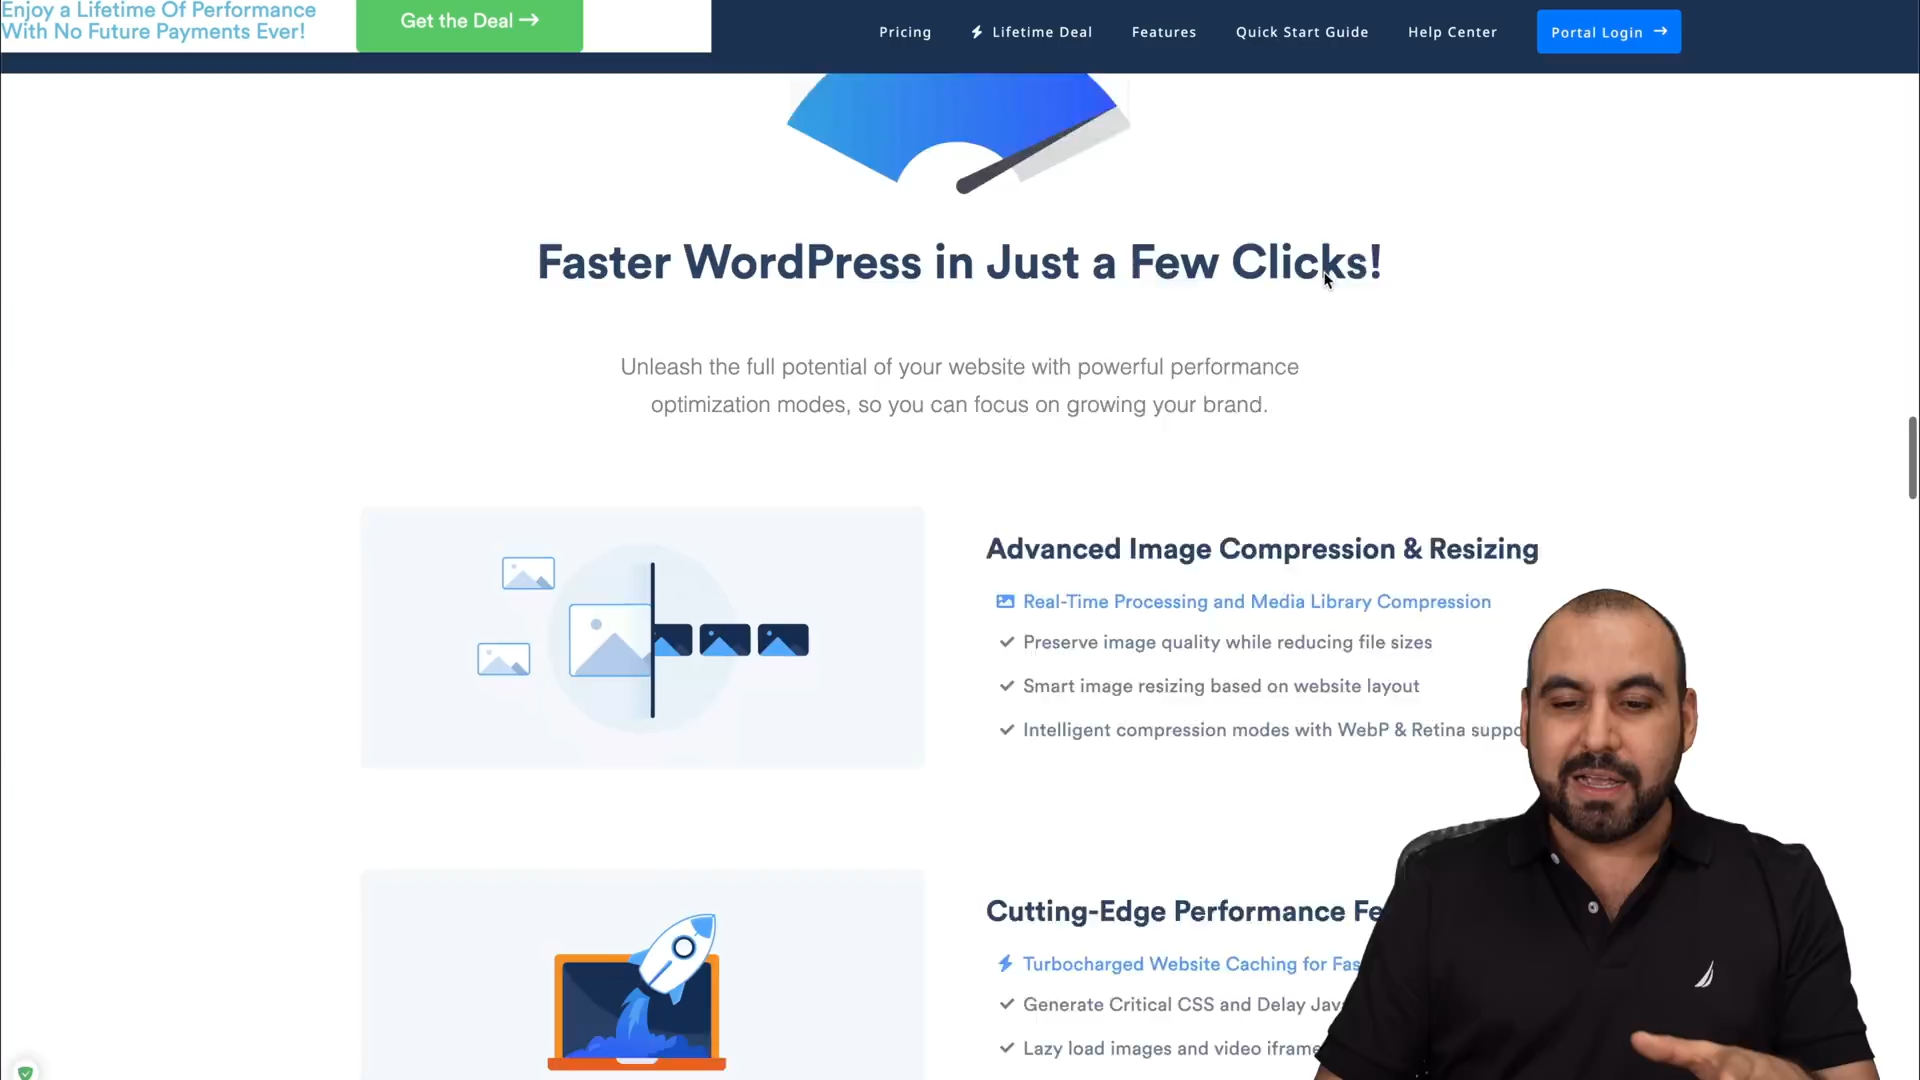 Enjoy a Lifetime Of Performance
With No Future Payments Ever!
Get the Deal →
Pricing
Lifetime Deal
Features
Quick Start Guide
Help Center
Portal Login →
Faster WordPress in Just a Few Clicks!
Unleash the full potential of your website with powerful performance
optimization modes, so you can focus on growing your brand.
Advanced Image Compression & Resizing
Real-Time Processing and Media Library Compression
Preserve image quality while reducing file sizes
Smart image resizing based on website layout
Intelligent compression modes with WebP & Retina
Cutting-Edge Performance
Turbocharged Website Caching for
Generate Critical CSS and Delay
Lazy load images and video